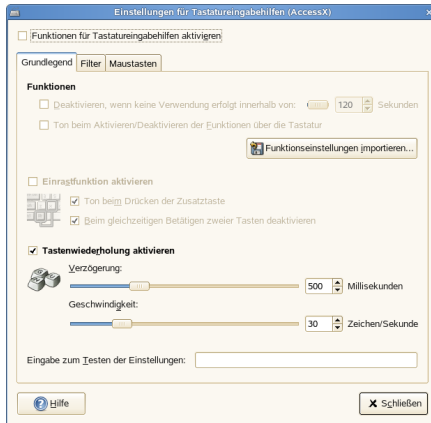 Einstellungen für Tastatureingabehilfen (AccessX)
Funktionen für Tastatureingabehilfen aktivieren
Grundlegend Filter Maustasten
Funktionen
Deaktivieren, wenn keine Verwendung erfolgt innerhalb von: 120 Sekunden
Ton beim Aktivieren/Deaktivieren der Funktionen über die Tastatur
Funktionseinstellungen importieren...
Einrastfunktion aktivieren
Ton beim Drücken der Zusatztaste
Beim gleichzeitigen Betätigen zweier Tasten deaktivieren
Tastenwiederholung aktivieren
Verzögerung:
500 Millisekunden
Geschwindigkeit:
30 Zeichen/Sekunde
Eingabe zum Testen der Einstellungen:
Hilfe Schließen